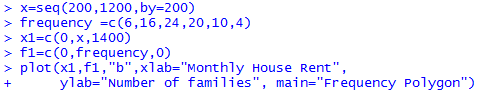 > x=seq(200,1200,by=200)
> frequency =c(6,16,24,20,10,4)
> x1=c(0,x,1400)
> f1=c(0,frequency,0)
> plot(x1,f1,"b",xlab="Monthly House Rent",
+      ylab="Number of families", main="Frequency Polygon")